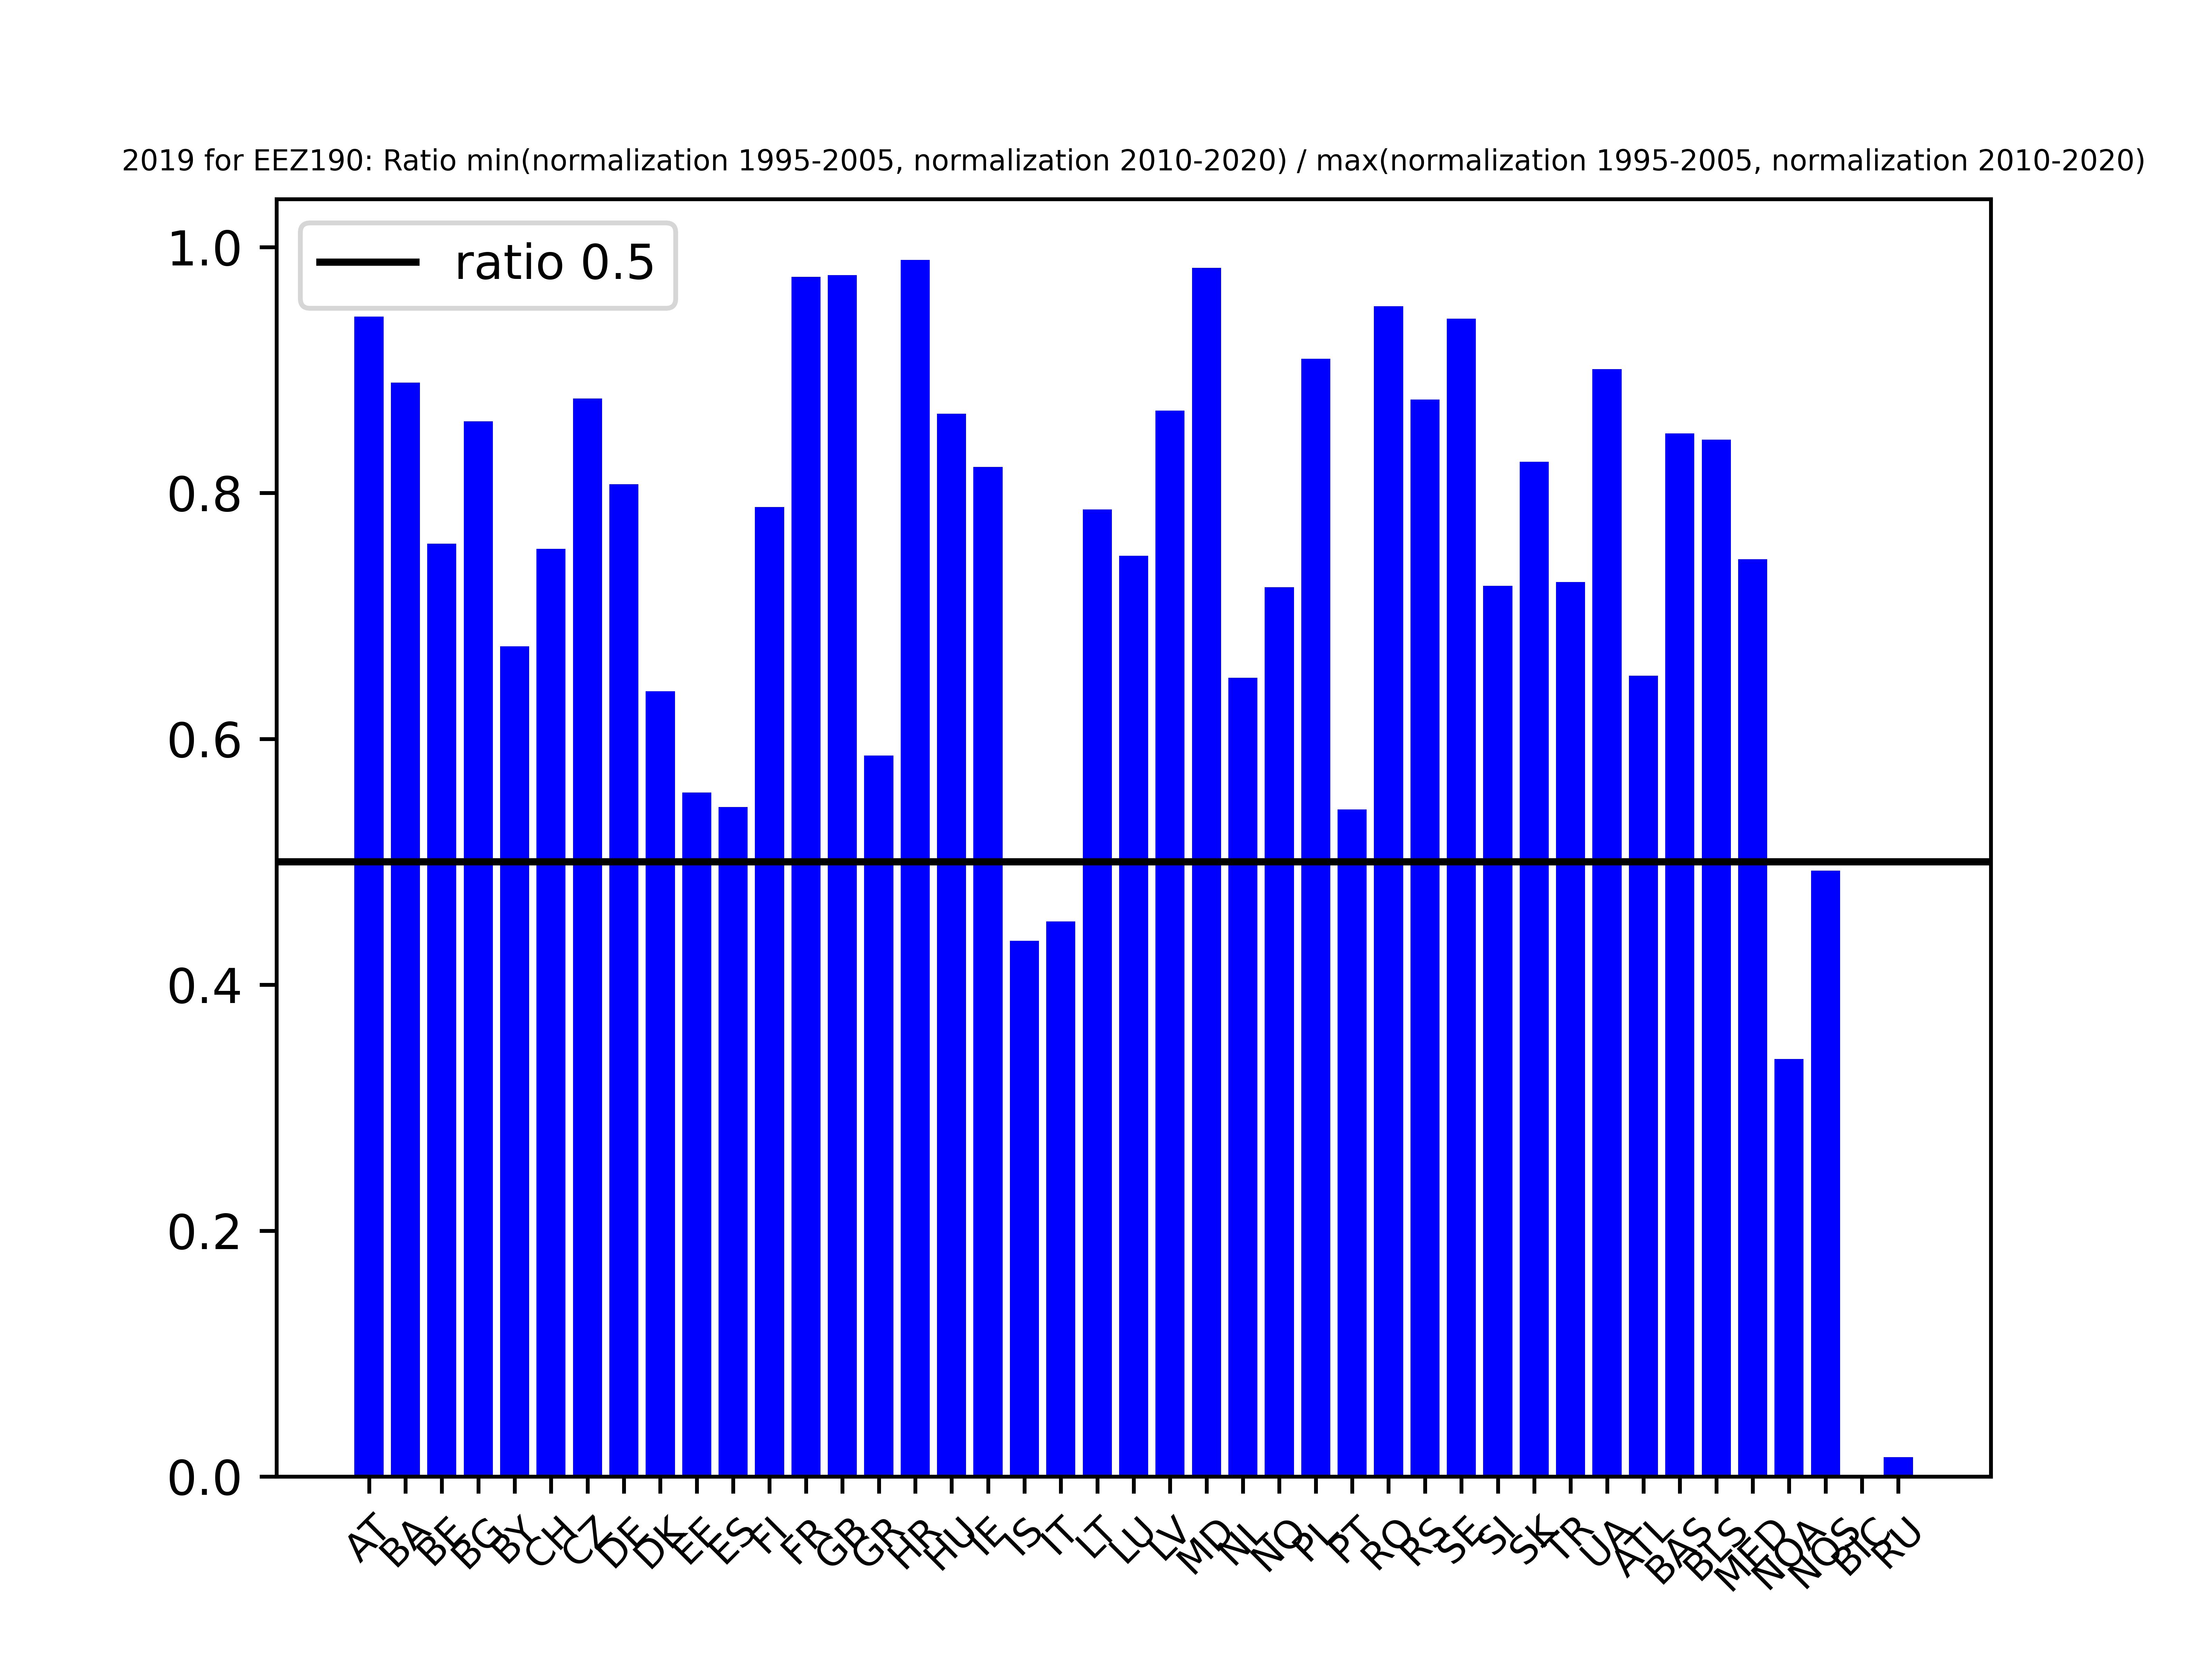 2019 for EEZ190: Ratio min(normalization 1995-2005, normalization 2010-2020) / max(normalization 1995-2005, normalization 2010-2020)
ratio 0.5
1.0
0.8
0.6
0.4
0.2
0.0
AT BA BE BG BY CH CZ DE DK EE ES FI FR GB GR HR HU IE IS IT LT LU LV MD NL NO PL PT RO RS SE SI SK TR UA ATL BAS BLS MED NOA NOS BIC RU